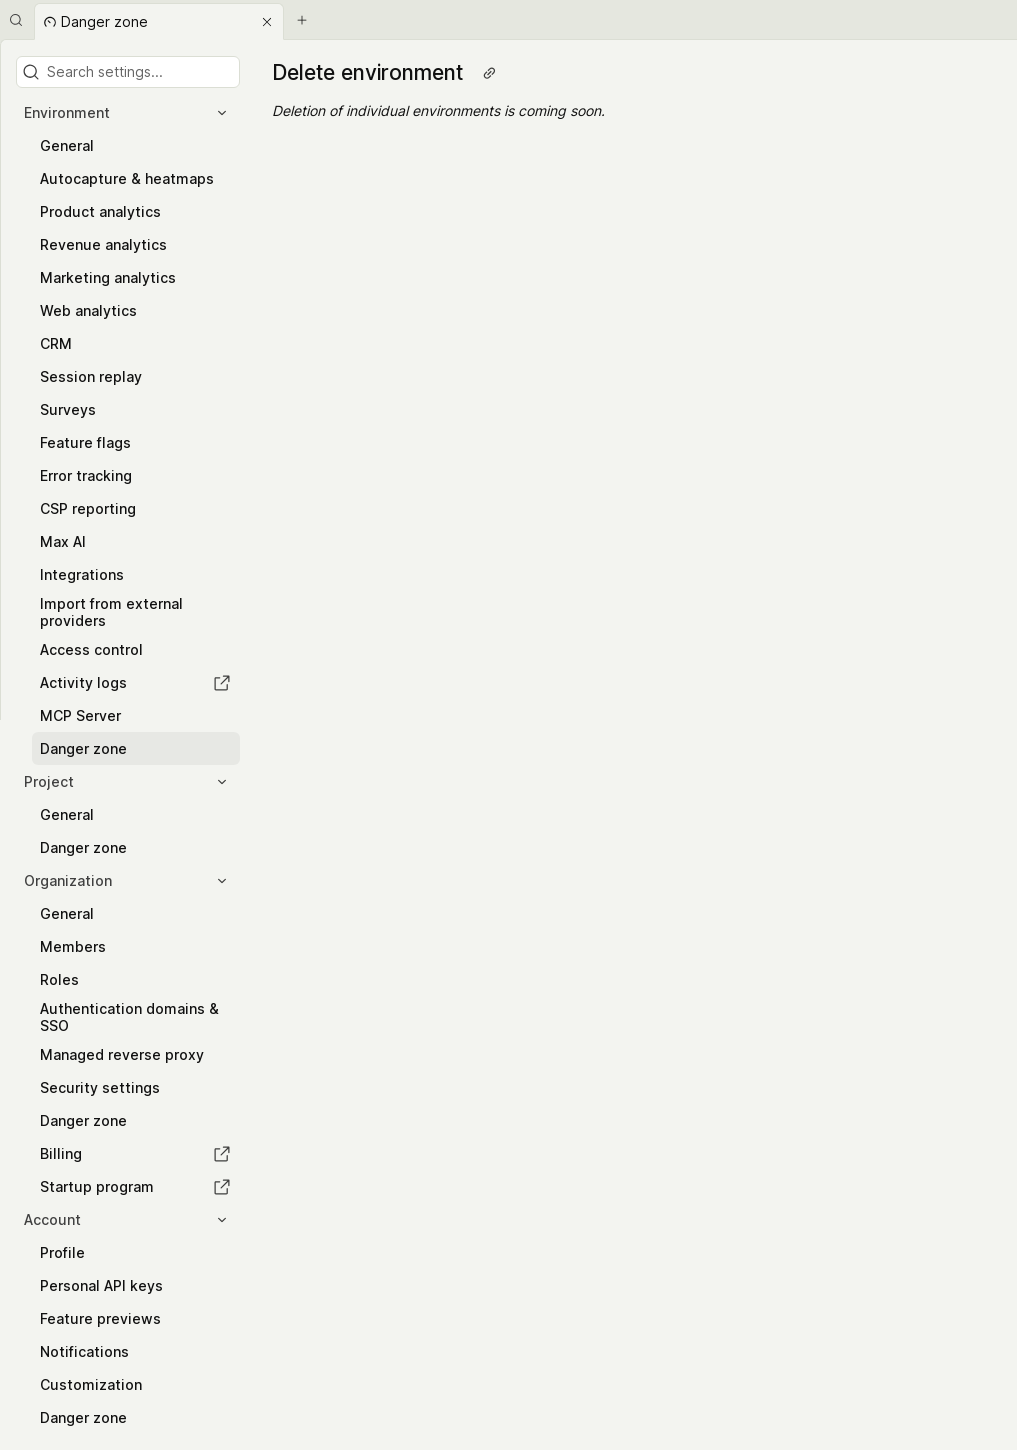 Danger zone
Search settings...
Delete environment
Deletion of individual environments is coming soon.
Environment
General
Autocapture & heatmaps
Product analytics
Revenue analytics
Marketing analytics
Web analytics
CRM
Session replay
Surveys
Feature flags
Error tracking
CSP reporting
Max AI
Integrations
Import from external
providers
Access control
Activity logs
MCP Server
Danger zone
Project
General
Danger zone
Organization
General
Members
Roles
Authentication domains &
SSO
Managed reverse proxy
Security settings
Danger zone
Billing
Startup program
Account
Profile
Personal API keys
Feature previews
Notifications
Customization
Danger zone